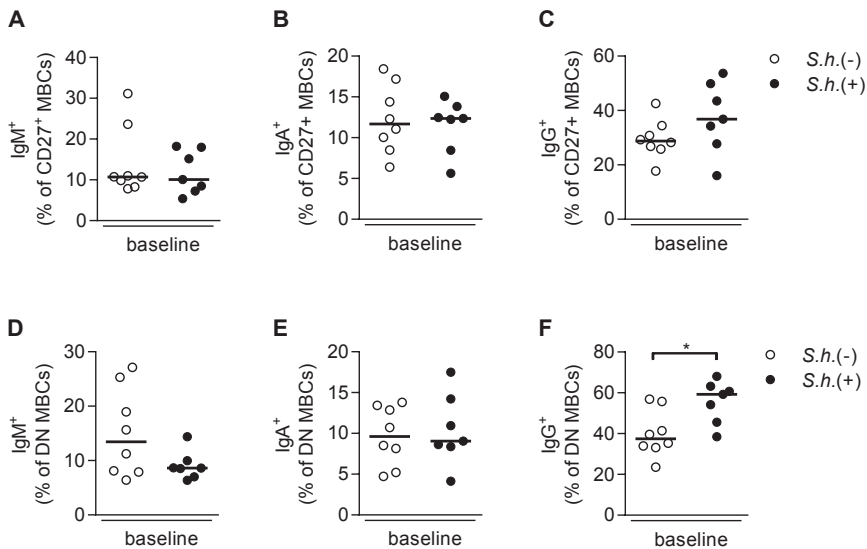 A
IgM⁺
(% of CD27⁺ MBCs)
40
30
20
10
0
baseline
B
IgA⁺
(% of CD27+ MBCs)
20
15
10
5
0
baseline
C
IgG⁺
(% of CD27+ MBCs)
60
40
20
0
baseline
S.h.(-)
S.h.(+)
D
IgM⁺
(% of DN MBCs)
30
20
10
0
baseline
E
IgA⁺
(% of DN MBCs)
20
15
10
5
0
baseline
F
IgG⁺
(% of DN MBCs)
80
60
40
20
0
*
baseline
S.h.(-)
S.h.(+)